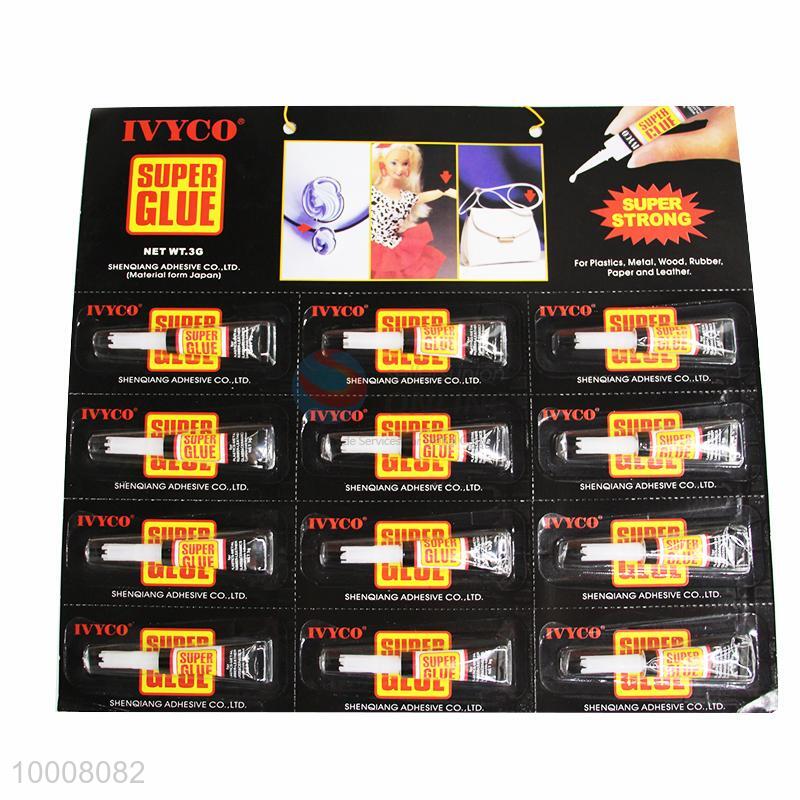 IVYCO®
SUPER
GLUE
NET WT.3G
SHENQIANG ADHESIVE CO.,LTD.
(Material form Japan)
IVYCO
SUPER
GLUE
SUPER
STRONG
For Plastics, Metal, Wood, Rubber,
Paper and Leather.
IVYCO®
SUPER
GLUE
SUPER
GLUE
SHENQIANG ADHESIVE CO.,LTD.
IVYCO®
SUPER
GLUE
SUPER
GLUE
SHENQIANG ADHESIVE CO.,LTD.
IVYCO®
SUPER
GLUE
SUPER
GLUE
SHENQIANG ADHESIVE CO.,LTD.
IVYCO®
SUPER
GLUE
SUPER
GLUE
SHENQIANG ADHESIVE CO.,LTD.
IVYCO®
SUPER
GLUE
SUPER
GLUE
SHENQIANG ADHESIVE CO.,LTD.
IVYCO®
SUPER
GLUE
SUPER
GLUE
SHENQIANG ADHESIVE CO.,LTD.
IVYCO®
SUPER
GLUE
SUPER
GLUE
SHENQIANG ADHESIVE CO.,LTD.
IVYCO®
SUPER
GLUE
SUPER
GLUE
SHENQIANG ADHESIVE CO.,LTD.
IVYCO®
SUPER
GLUE
SUPER
GLUE
SHENQIANG ADHESIVE CO.,LTD.
IVYCO®
SUPER
GLUE
SUPER
GLUE
SHENQIANG ADHESIVE CO.,LTD.
IVYCO®
SUPER
GLUE
SUPER
GLUE
SHENQIANG ADHESIVE CO.,LTD.
IVYCO®
SUPER
GLUE
SUPER
GLUE
SHENQIANG ADHESIVE CO.,LTD.
10008082